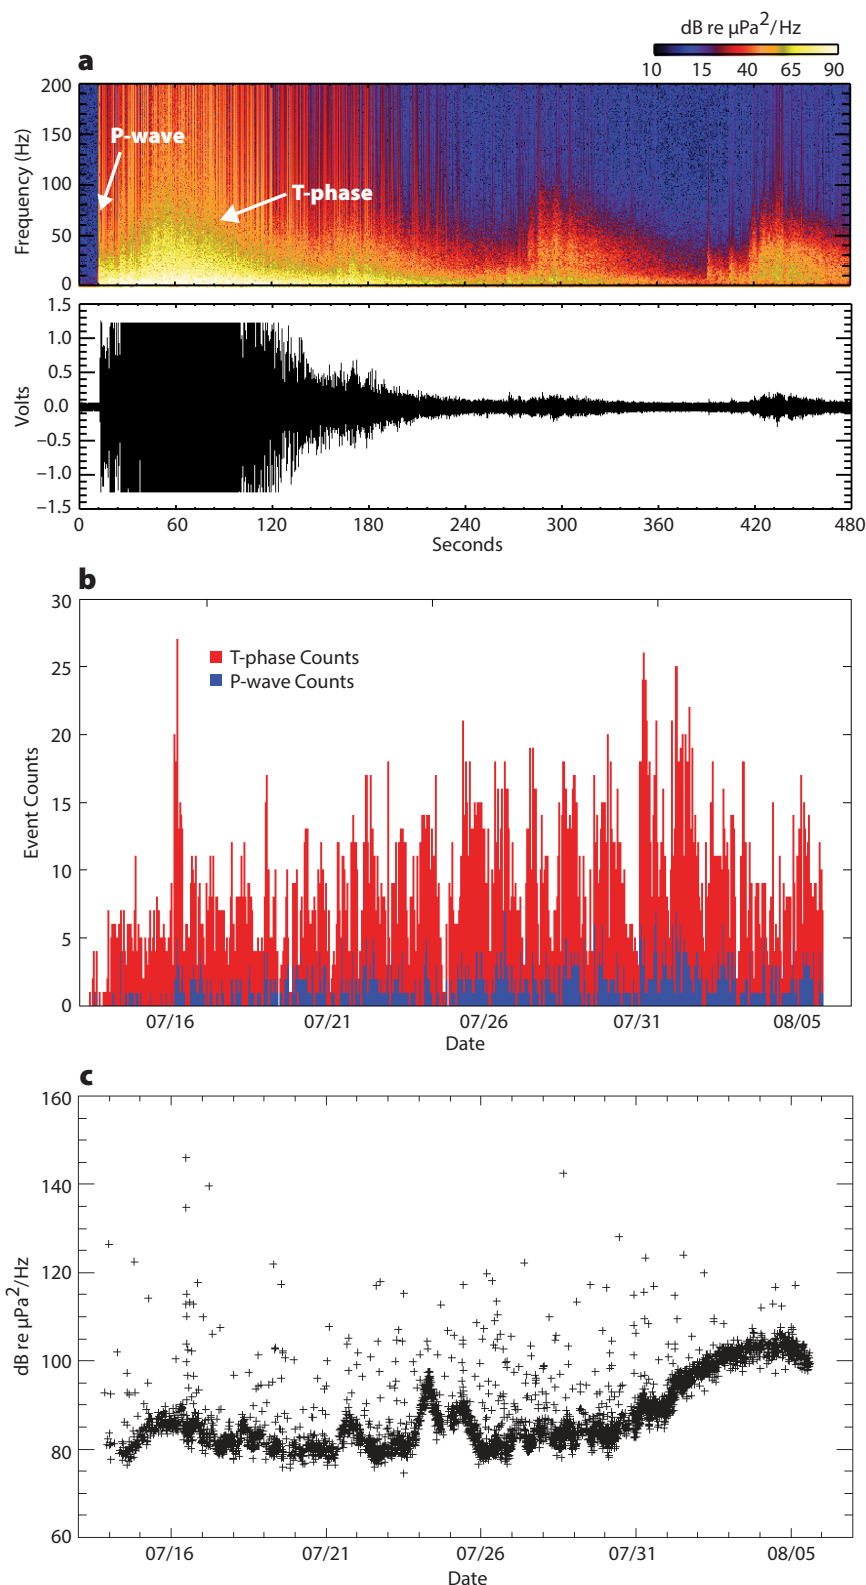 dB re µPa²/Hz
10 15 40 65 90
a
200
150
100
50
0
Frequency (Hz)
P-wave
T-phase
1.5
1.0
0.5
0.0
−0.5
−1.0
−1.5
Volts
0 60 120 180 240 300 360 420 480
Seconds
b
30
25
20
15
10
5
0
Event Counts
T-phase Counts
P-wave Counts
07/16 07/21 07/26 07/31 08/05
Date
c
160
140
120
100
80
60
dB re µPa²/Hz
07/16 07/21 07/26 07/31 08/05
Date